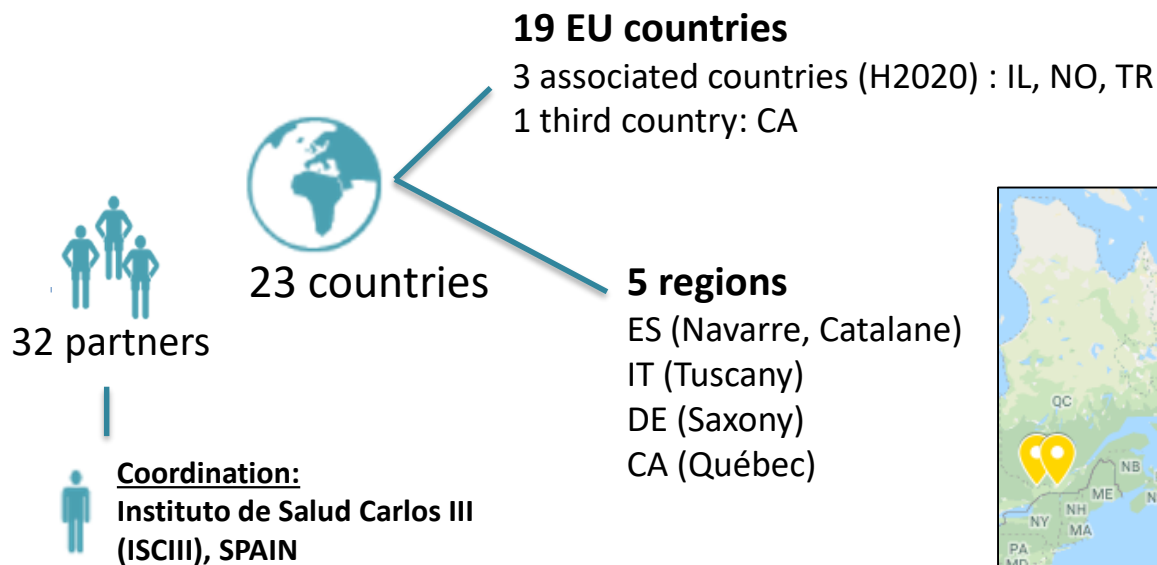 19 EU countries
3 associated countries (H2020) : IL, NO, TR
1 third country: CA
23 countries
32 partners
5 regions
ES (Navarre, Catalane)
IT (Tuscany)
DE (Saxony)
CA (Québec)
Coordination:
Instituto de Salud Carlos III
(ISCIII), SPAIN
QC
NB
ME
NH
NY
MA
PA